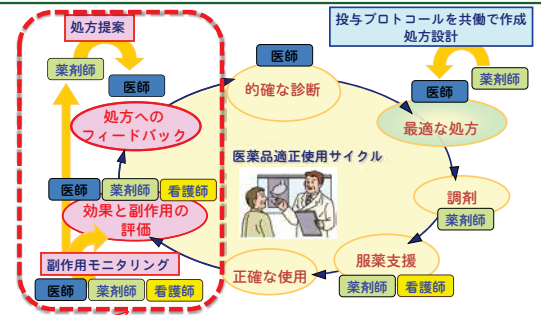 処方提案
薬剤師
医師
処方への
フィードバック
医師
的確な診断
投与プロトコールを共働で作成
処方設計
薬剤師
医師
最適な処方
医薬品適正使用サイクル
調剤
薬剤師
服薬支援
薬剤師
看護師
正確な使用
医師
薬剤師
看護師
効果と副作用の
評価
副作用モニタリング
医師
薬剤師
看護師